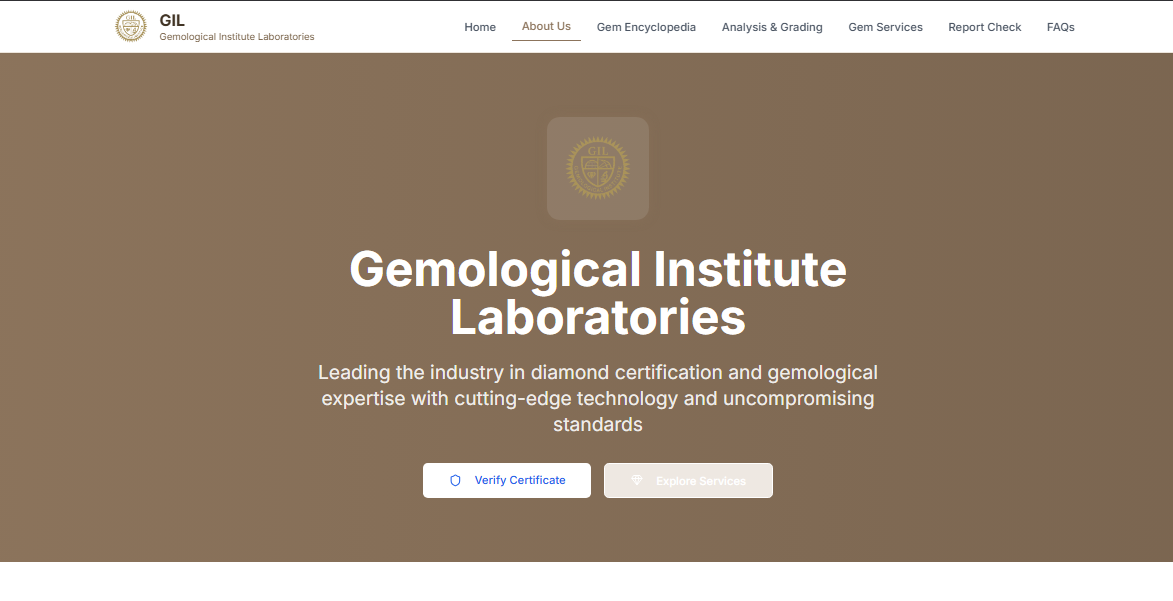 GIL
Gemological Institute Laboratories
Home About Us Gem Encyclopedia Analysis & Grading Gem Services Report Check FAQs
GIL
Gemological Institute
Laboratories
Leading the industry in diamond certification and gemological
expertise with cutting-edge technology and uncompromising
standards
Verify Certificate Explore Services